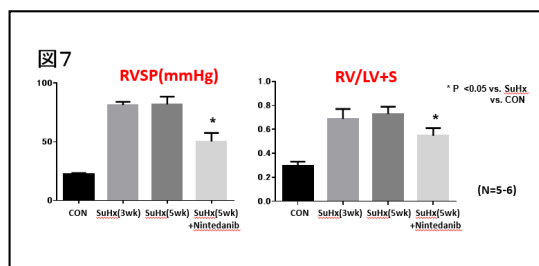 図7
RVSP(mmHg)
100
50
0
*
CON
SuHx(3wk)
SuHx(5wk)
SuHx(5wk)
+Nintedanib
RV/LV+S
1.0
0.8
0.6
0.4
0.2
0.0
*
CON
SuHx(3wk)
SuHx(5wk)
SuHx(5wk)
+Nintedanib
* P <0.05 vs. SuHx
vs. CON
(N=5-6)